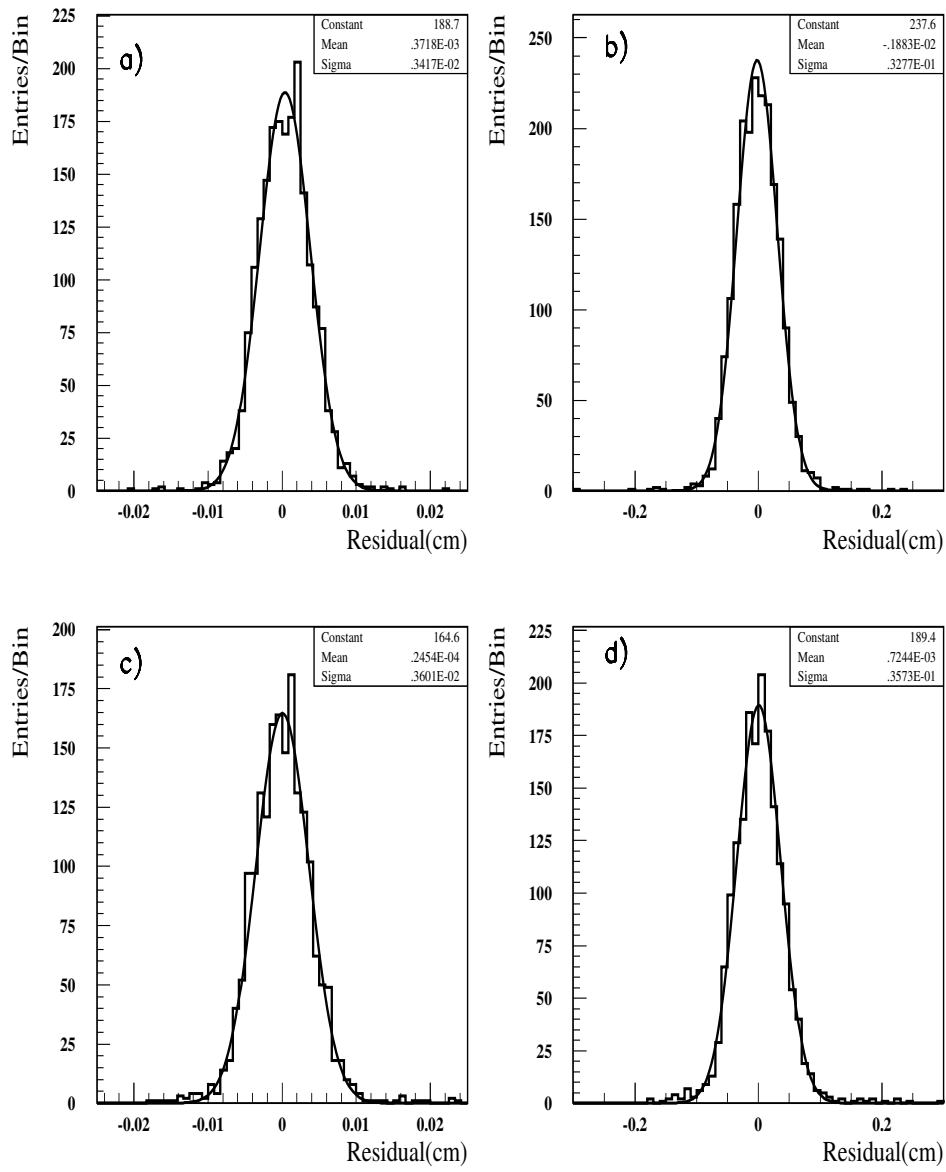 a)
Entries/Bin
Constant 188.7
Mean .3718E-03
Sigma .3417E-02
225
200
175
150
125
100
75
50
25
0
-0.02 -0.01 0 0.01 0.02
Residual(cm)
b)
Entries/Bin
Constant 237.6
Mean -.1883E-02
Sigma .3277E-01
250
200
150
100
50
0
-0.2 0 0.2
Residual(cm)
c)
Entries/Bin
Constant 164.6
Mean .2454E-04
Sigma .3601E-02
200
175
150
125
100
75
50
25
0
-0.02 -0.01 0 0.01 0.02
Residual(cm)
d)
Entries/Bin
Constant 189.4
Mean .7244E-03
Sigma .3573E-01
225
200
175
150
125
100
75
50
25
0
-0.2 0 0.2
Residual(cm)